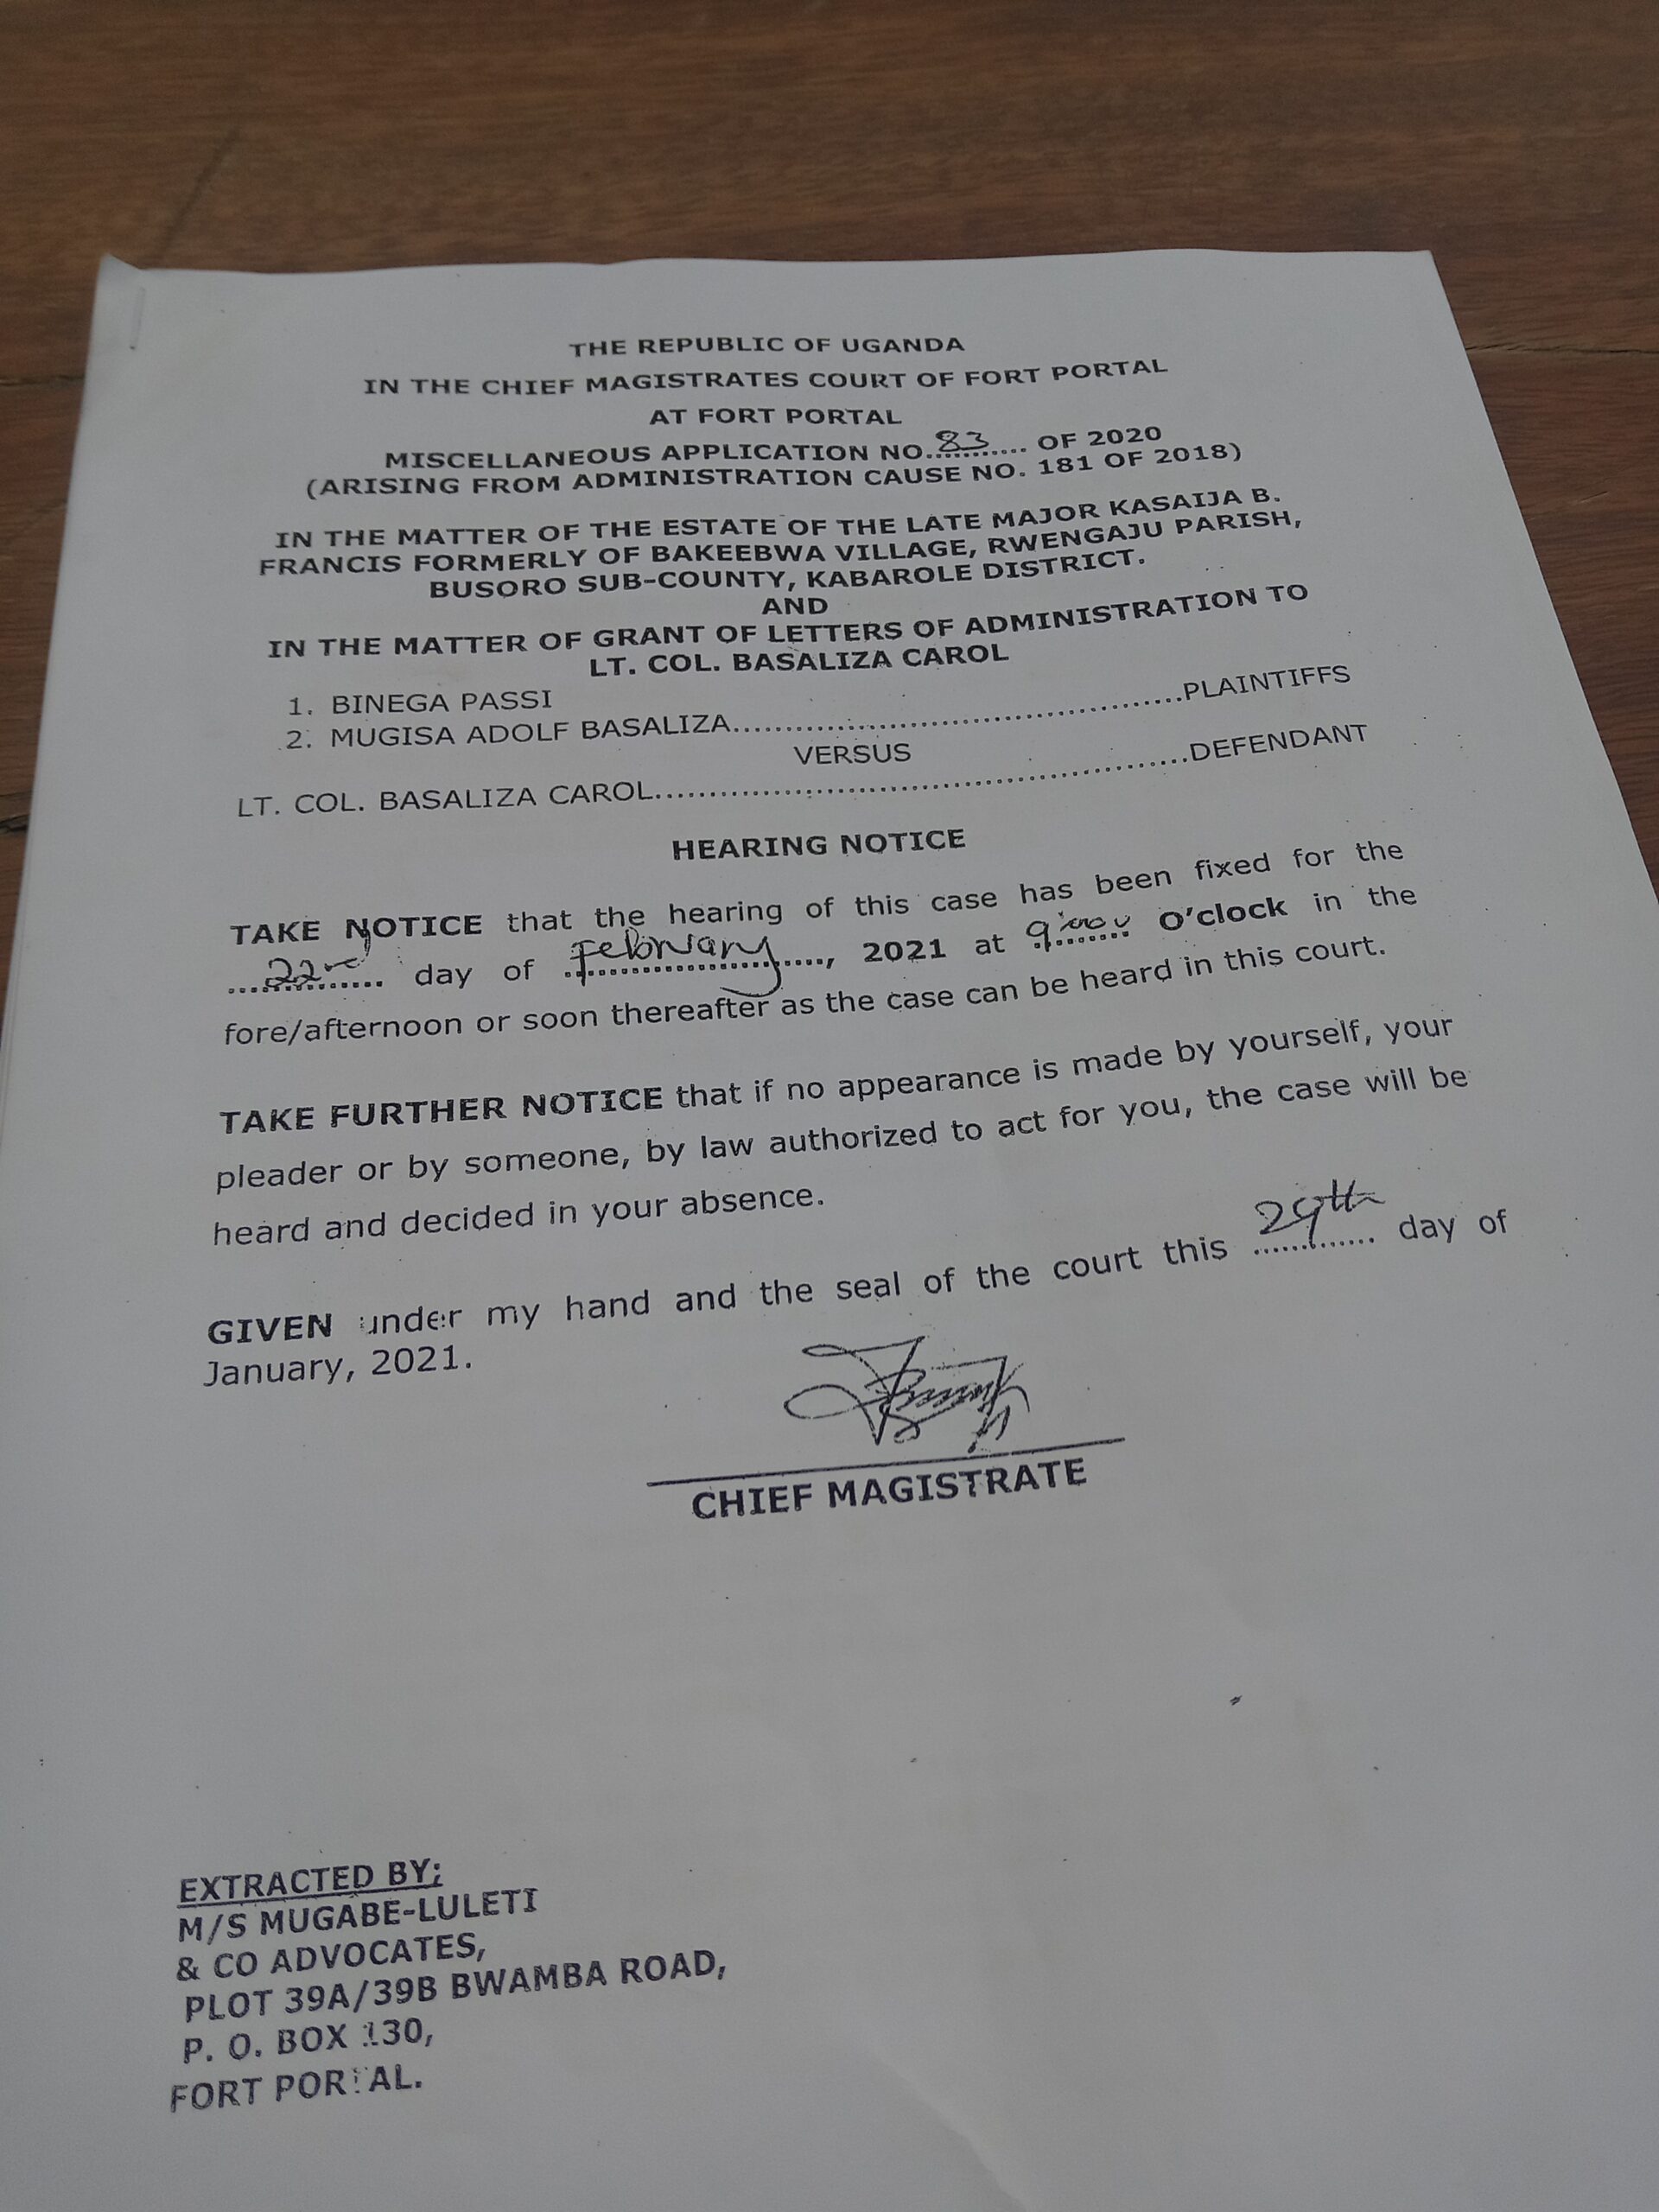 THE REPUBLIC OF UGANDA
IN THE CHIEF MAGISTRATES COURT OF FORT PORTAL
AT FORT PORTAL
MISCELLANEOUS APPLICATION NO..83....... OF 2020
(ARISING FROM ADMINISTRATION CAUSE NO. 181 OF 2018)
IN THE MATTER OF THE ESTATE OF THE LATE MAJOR KASAIJA B.
FRANCIS FORMERLY OF BAKEEBWA VILLAGE, RWENGAJU PARISH,
BUSORO SUB-COUNTY, KABAROLE DISTRICT.
AND
IN THE MATTER OF GRANT OF LETTERS OF ADMINISTRATION TO
LT. COL. BASALIZA CAROL
1. BINEGA PASSI
2. MUGISA ADOLF BASALIZA..........................................PLAINTIFFS
VERSUS
LT. COL. BASALIZA CAROL..................................................DEFENDANT
HEARING NOTICE
TAKE NOTICE that the hearing of this case has been fixed for the
22nd day of February, 2021 at 9:00 O'clock in the
fore/afternoon or soon thereafter as the case can be heard in this court.
TAKE FURTHER NOTICE that if no appearance is made by yourself, your
pleader or by someone, by law authorized to act for you, the case will be
heard and decided in your absence.
GIVEN under my hand and the seal of the court this 29th day of
January, 2021.
CHIEF MAGISTRATE
EXTRACTED BY;
M/S MUGABE-LULETI
& CO ADVOCATES,
PLOT 39A/39B BWAMBA ROAD,
P. O. BOX 130,
FORT PORTAL.